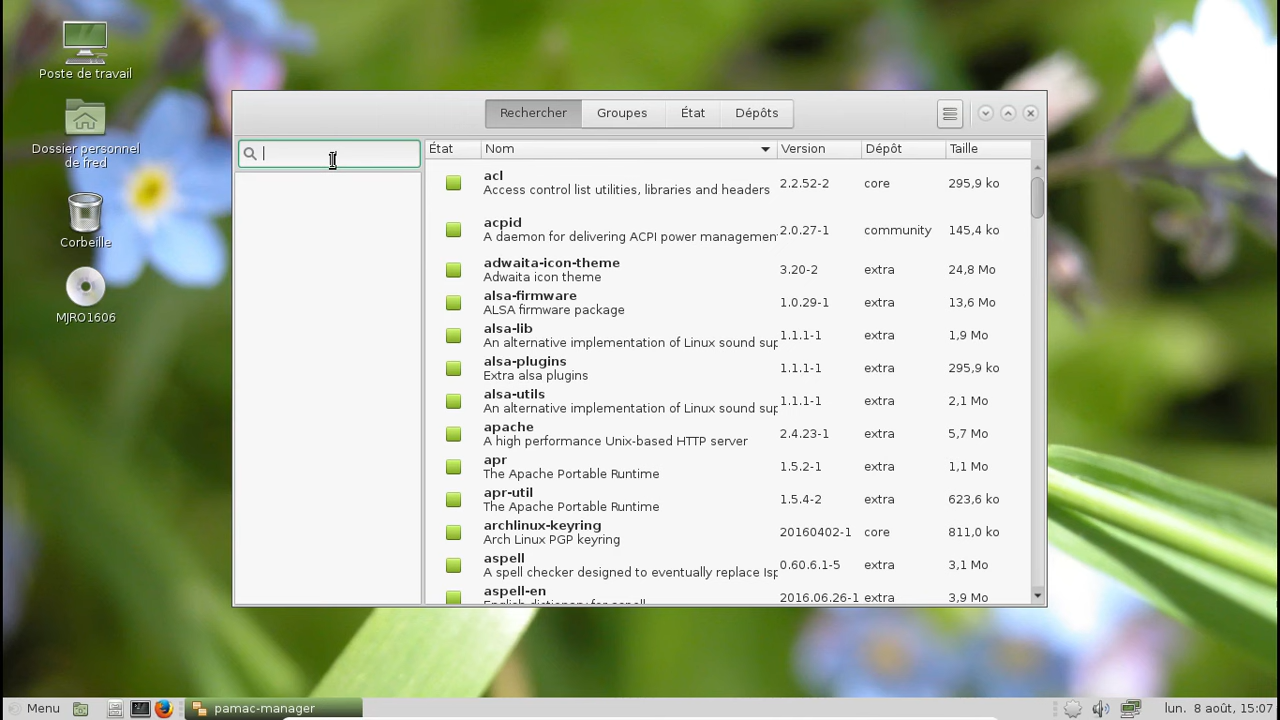 Poste de travail
Dossier personnel
de fred
Corbeille
MJRO1606
Rechercher Groupes État Dépôts
État Nom Version Dépôt Taille
acl
Access control list utilities, libraries and headers 2.2.52-2 core 295,9 ko
acpid
A daemon for delivering ACPI power managemen 2.0.27-1 community 145,4 ko
adwaita-icon-theme
Adwaita icon theme 3.20-2 extra 24,8 Mo
alsa-firmware
ALSA firmware package 1.0.29-1 extra 13,6 Mo
alsa-lib
An alternative implementation of Linux sound sup 1.1.1-1 extra 1,9 Mo
alsa-plugins
Extra alsa plugins 1.1.1-1 extra 295,9 ko
alsa-utils
An alternative implementation of Linux sound sup 1.1.1-1 extra 2,1 Mo
apache
A high performance Unix-based HTTP server 2.4.23-1 extra 5,7 Mo
apr
The Apache Portable Runtime 1.5.2-1 extra 1,1 Mo
apr-util
The Apache Portable Runtime 1.5.4-2 extra 623,6 ko
archlinux-keyring
Arch Linux PGP keyring 20160402-1 core 811,0 ko
aspell
A spell checker designed to eventually replace Isp 0.60.6.1-5 extra 3,1 Mo
aspell-en
English dictionary for aspell 2016.06.26-1 extra 3,9 Mo
Menu pamac-manager lun. 8 août, 15:07